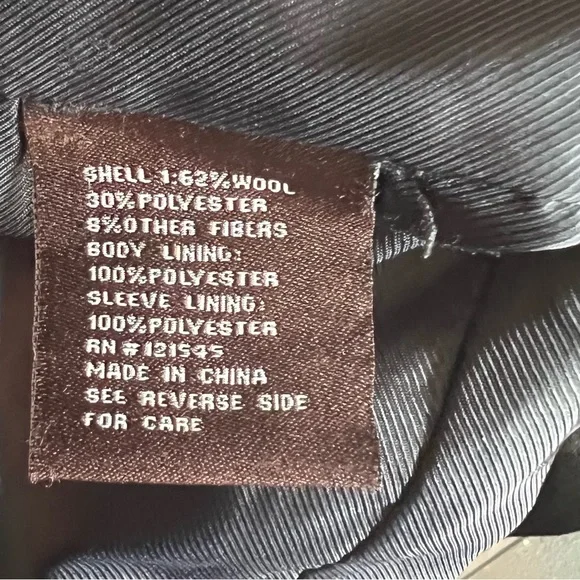 SHELL 1:62%WOOL
30%POLYESTER
8%OTHER FIBERS
BODY LINING:
100%POLYESTER
SLEEVE LINING:
100%POLYESTER
RN#121545
MADE IN CHINA
SEE REVERSE SIDE
FOR CARE